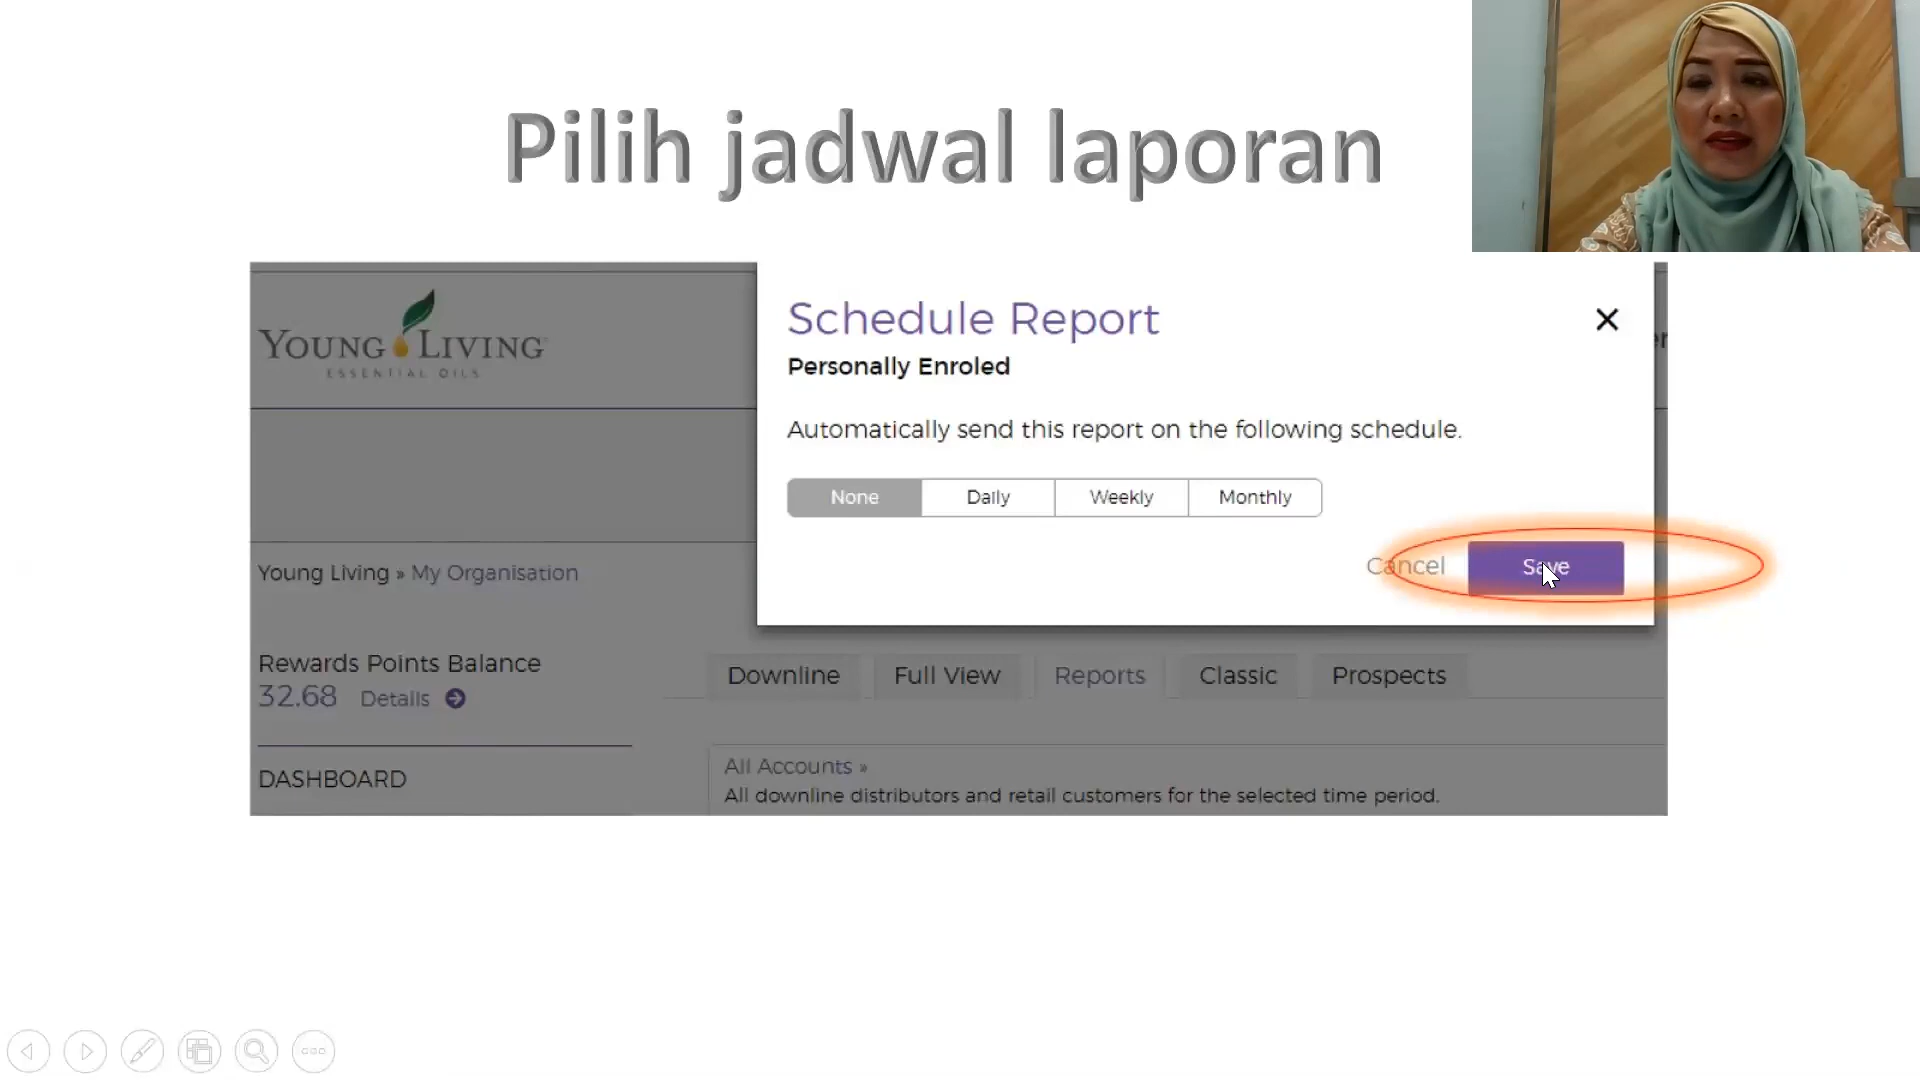 Pilih jadwal laporan
YOUNG LIVING
ESSENTIAL OILS
Schedule Report
Personally Enroled
Automatically send this report on the following schedule.
None Daily Weekly Monthly
Cancel Save
Young Living » My Organisation
Rewards Points Balance
32.68 Details
Downline Full View Reports Classic Prospects
DASHBOARD
All Accounts »
All downline distributors and retail customers for the selected time period.